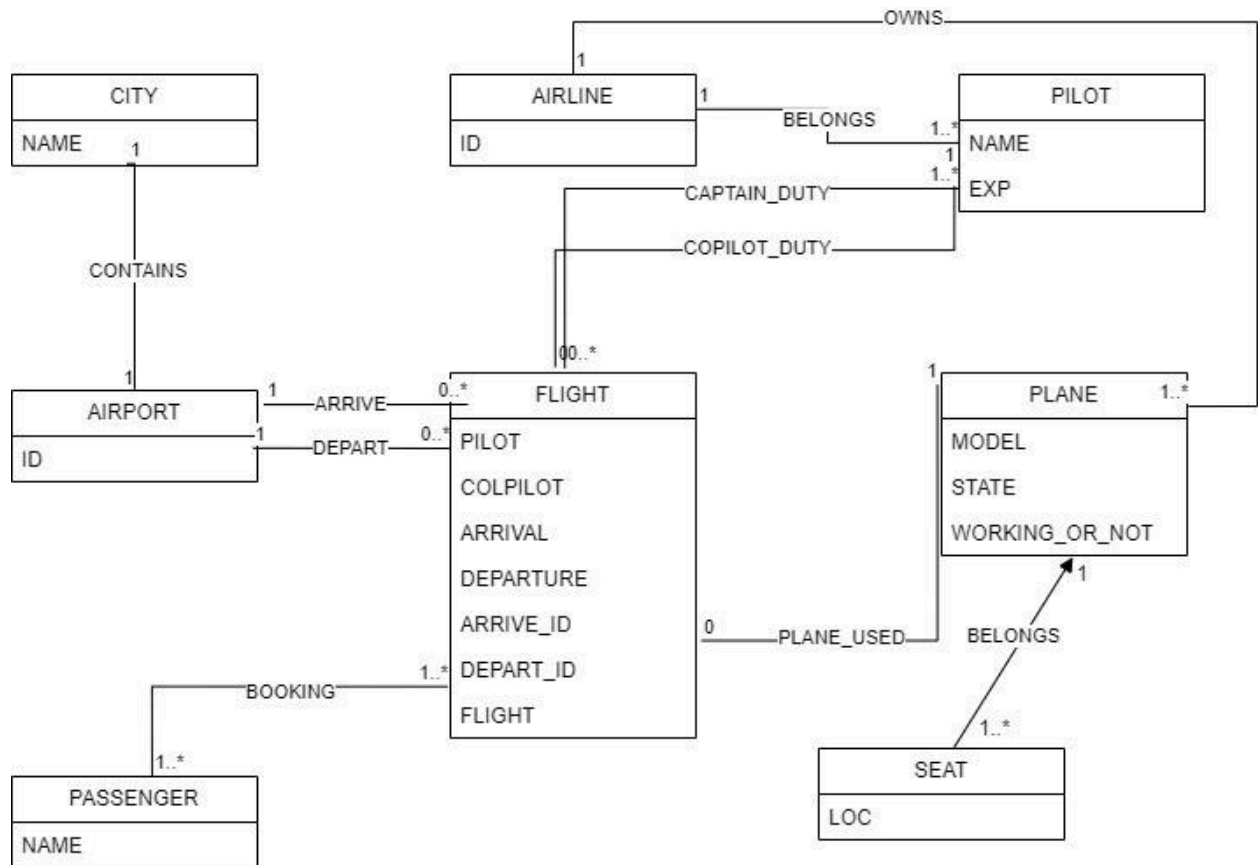 OWNS
1
CITY
NAME
1
AIRLINE
ID
1
BELONGS
1..*
PILOT
NAME
EXP
1
1..*
CAPTAIN_DUTY
COPILOT_DUTY
CONTAINS
00..*
1
AIRPORT
ID
1
ARRIVE
0..*
1
DEPART
0..*
FLIGHT
PILOT
COLPILOT
ARRIVAL
DEPARTURE
ARRIVE_ID
DEPART_ID
FLIGHT
1
PLANE
1..*
MODEL
STATE
WORKING_OR_NOT
0
PLANE_USED
1
BELONGS
1..*
BOOKING
1..*
1..*
PASSENGER
NAME
SEAT
LOC